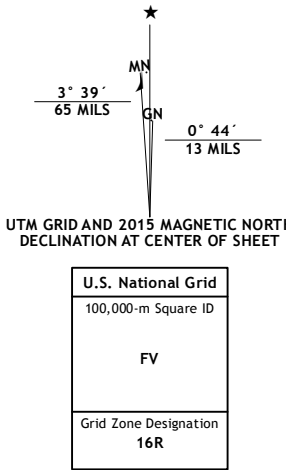 MN
3° 39´
65 MILS
GN
0° 44´
13 MILS
UTM GRID AND 2015 MAGNETIC NORTH
DECLINATION AT CENTER OF SHEET
U.S. National Grid
100,000-m Square ID
FV
Grid Zone Designation
16R